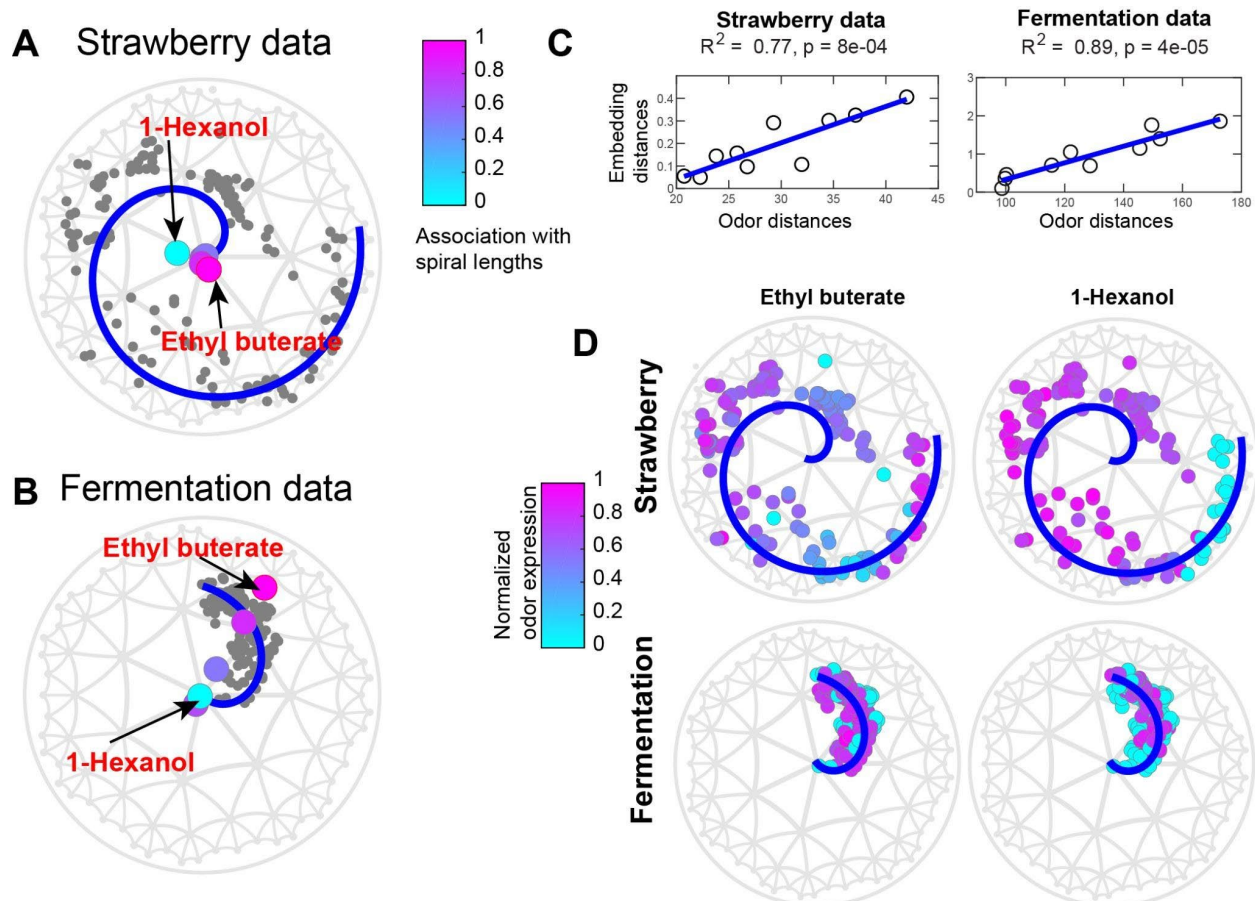 A
Strawberry data
1-Hexanol
Ethyl buterate
1
0.8
0.6
0.4
0.2
0
Association with
spiral lengths
B
Fermentation data
Ethyl buterate
1-Hexanol
C
Strawberry data
R² = 0.77, p = 8e-04
Embedding
distances
0.4
0.3
0.2
0.1
0
20 25 30 35 40 45
Odor distances
Fermentation data
R² = 0.89, p = 4e-05
3
2
1
0
100 120 140 160 180
Odor distances
D
Ethyl buterate
1-Hexanol
Strawberry
Fermentation
Normalized
odor expression
1
0.8
0.6
0.4
0.2
0